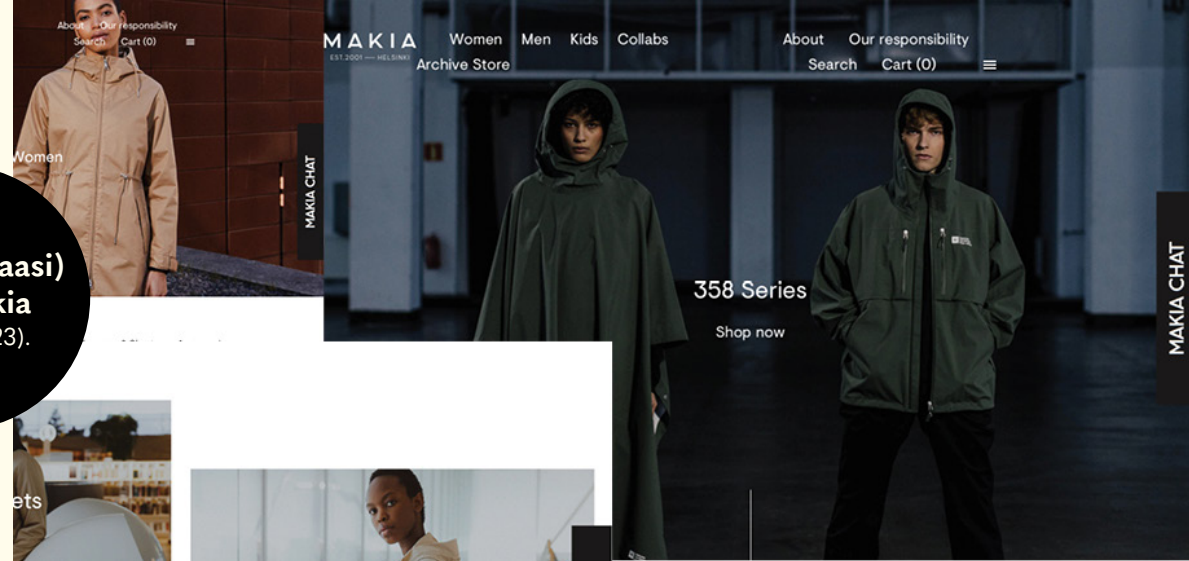 About Our responsibility
Search Cart (0)
Women
MAKIA CHAT
MAKIA
EST.2001 — HELSINKI
Women Men Kids Collabs
Archive Store
About Our responsibility
Search Cart (0)
358 Series
Shop now
MAKIA CHAT
aasi)
kia
23).
ets